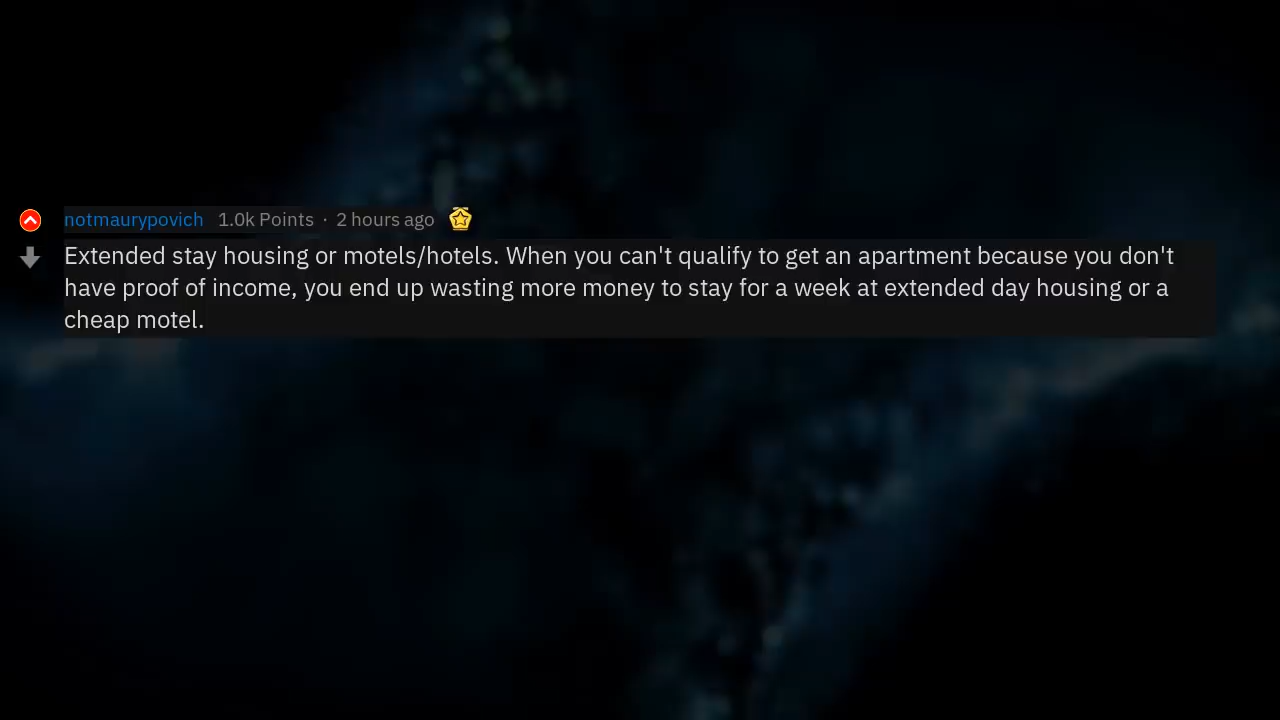 notmaurypovich 1.0k Points · 2 hours ago
Extended stay housing or motels/hotels. When you can't qualify to get an apartment because you don't
have proof of income, you end up wasting more money to stay for a week at extended day housing or a
cheap motel.